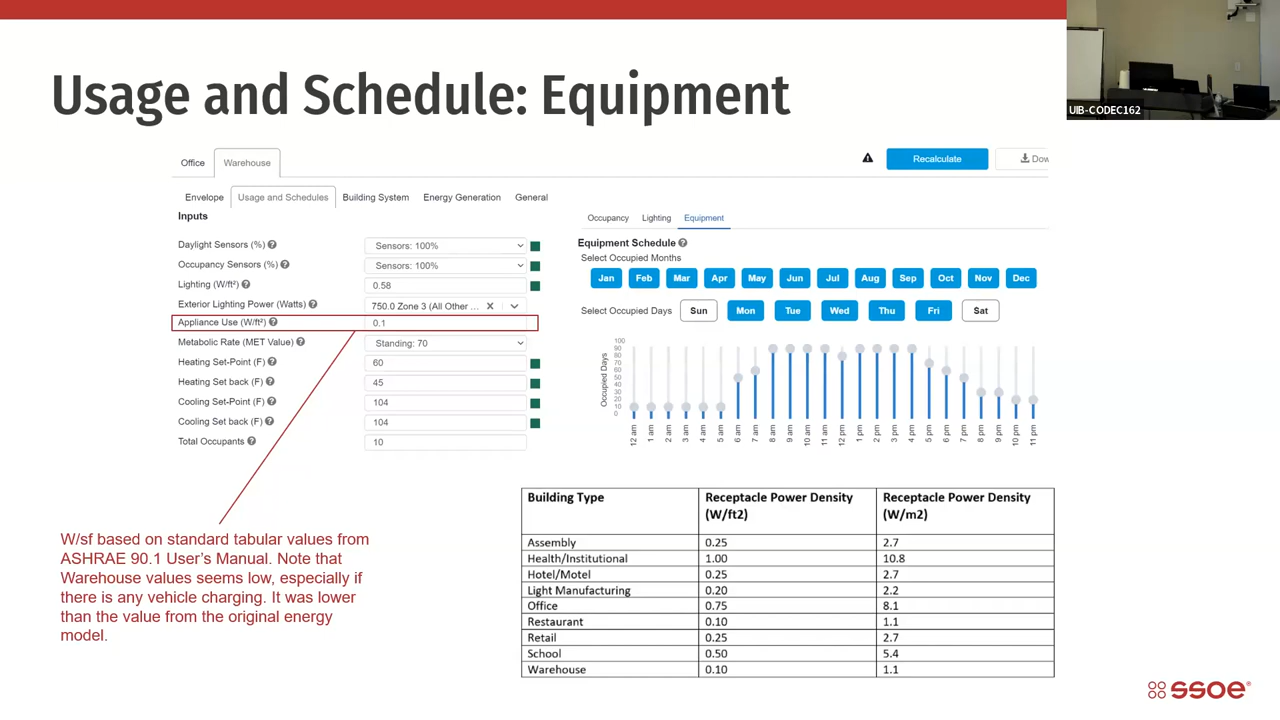 UIB-CODEC162
Usage and Schedule: Equipment
Office
Warehouse
Recalculate
Dow
Envelope
Usage and Schedules
Building System
Energy Generation
General
Inputs
Daylight Sensors (%)
Sensors: 100%
Occupancy Sensors (%)
Sensors: 100%
Lighting (W/ft²)
0.58
Exterior Lighting Power (Watts)
750.0 Zone 3 (All Other ...
Appliance Use (W/ft²)
0.1
Metabolic Rate (MET Value)
Standing: 70
Heating Set-Point (F)
60
Heating Set back (F)
45
Cooling Set-Point (F)
104
Cooling Set back (F)
104
Total Occupants
10
Occupancy
Lighting
Equipment
Equipment Schedule
Select Occupied Months
Jan Feb Mar Apr May Jun Jul Aug Sep Oct Nov Dec
Select Occupied Days Sun Mon Tue Wed Thu Fri Sat
Occupied Days
100
90
80
70
60
50
40
30
20
10
0
12 am 1 am 2 am 3 am 4 am 5 am 6 am 7 am 8 am 9 am 10 am 11 am 12 pm 1 pm 2 pm 3 pm 4 pm 5 pm 6 pm 7 pm 8 pm 9 pm 10 pm 11 pm
W/sf based on standard tabular values from
ASHRAE 90.1 User's Manual. Note that
Warehouse values seems low, especially if
there is any vehicle charging. It was lower
than the value from the original energy
model.
Building Type Receptacle Power Density (W/ft2) Receptacle Power Density (W/m2)
Assembly 0.25 2.7
Health/Institutional 1.00 10.8
Hotel/Motel 0.25 2.7
Light Manufacturing 0.20 2.2
Office 0.75 8.1
Restaurant 0.10 1.1
Retail 0.25 2.7
School 0.50 5.4
Warehouse 0.10 1.1
ssoe®